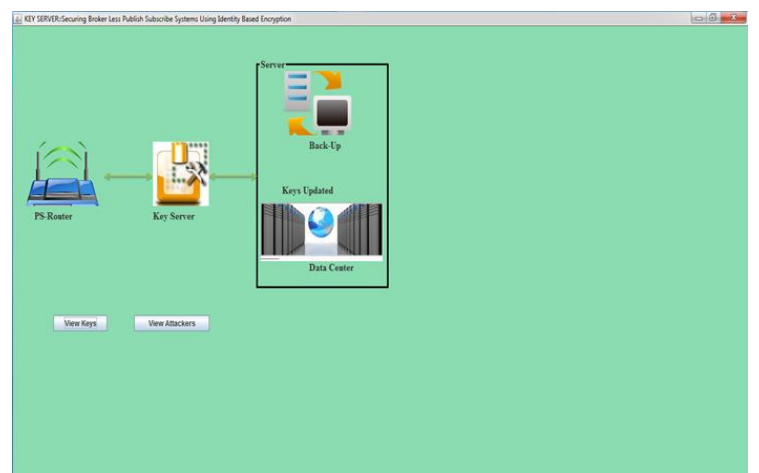 KEY SERVER::Securing Broker Less Publish Subscribe Systems Using Identity Based Encryption
Server
Back-Up
Keys Updated
PS-Router
Key Server
Data Center
View Keys
View Attackers